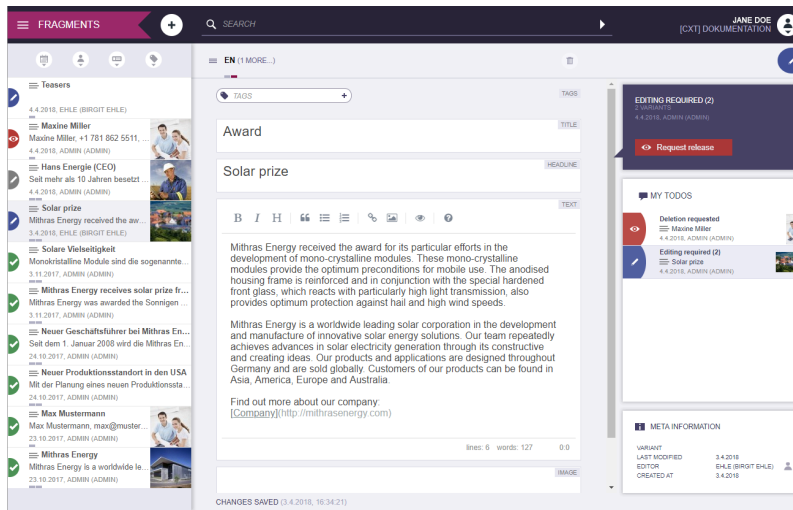 FRAGMENTS
SEARCH
JANE DOE
[CXT] DOKUMENTATION
EN (1 MORE...)
Teasers
4.4.2018, EHLE (BIRGIT EHLE)
Maxine Miller
Maxine Miller, +1 781 862 5511, ...
4.4.2018, ADMIN (ADMIN)
Hans Energie (CEO)
Seit mehr als 10 Jahren besetzt ...
4.4.2018, ADMIN (ADMIN)
Solar prize
Mithras Energy received the aw...
3.4.2018, EHLE (BIRGIT EHLE)
Solare Vielseitigkeit
Monokristalline Module sind die sogenannte...
3.11.2017, ADMIN (ADMIN)
Mithras Energy receives solar prize fr...
Mithras Energy was awarded the Sonnigen ...
3.11.2017, ADMIN (ADMIN)
Neuer Geschäftsführer bei Mithras En...
Seit dem 1. Januar 2008 wird die Mithras En...
24.10.2017, ADMIN (ADMIN)
Neuer Produktionsstandort in den USA
Mit der Planung eines neuen Produktionssta...
24.10.2017, ADMIN (ADMIN)
Max Mustermann
Max Mustermann, max@muster...
23.10.2017, ADMIN (ADMIN)
Mithras Energy
Mithras Energy is a worldwide le...
23.10.2017, ADMIN (ADMIN)
TAGS
TAGS
TITLE
Award
HEADLINE
Solar prize
TEXT
B I H
Mithras Energy received the award for its particular efforts in the
development of mono-crystalline modules. These mono-crystalline
modules provide the optimum preconditions for mobile use. The anodised
housing frame is reinforced and in conjunction with the special hardened
front glass, which reacts with particularly high light transmission, also
provides optimum protection against hail and high wind speeds.
Mithras Energy is a worldwide leading solar corporation in the development
and manufacture of innovative solar energy solutions. Our team repeatedly
achieves advances in solar electricity generation through its constructive
and creating ideas. Our products and applications are designed throughout
Germany and are sold globally. Customers of our products can be found in
Asia, America, Europe and Australia.
Find out more about our company:
[Company](http://mithrasenergy.com)
lines: 6 words: 127 0:0
IMAGE
CHANGES SAVED (3.4.2018, 16:34:21)
EDITING REQUIRED (2)
2 VARIANTS
4.4.2018, ADMIN (ADMIN)
Request release
MY TODOS
Deletion requested
Maxine Miller
4.4.2018, ADMIN (ADMIN)
Editing required (2)
Solar prize
4.4.2018, ADMIN (ADMIN)
META INFORMATION
VARIANT
LAST MODIFIED 3.4.2018
EDITOR EHLE (BIRGIT EHLE)
CREATED AT 3.4.2018